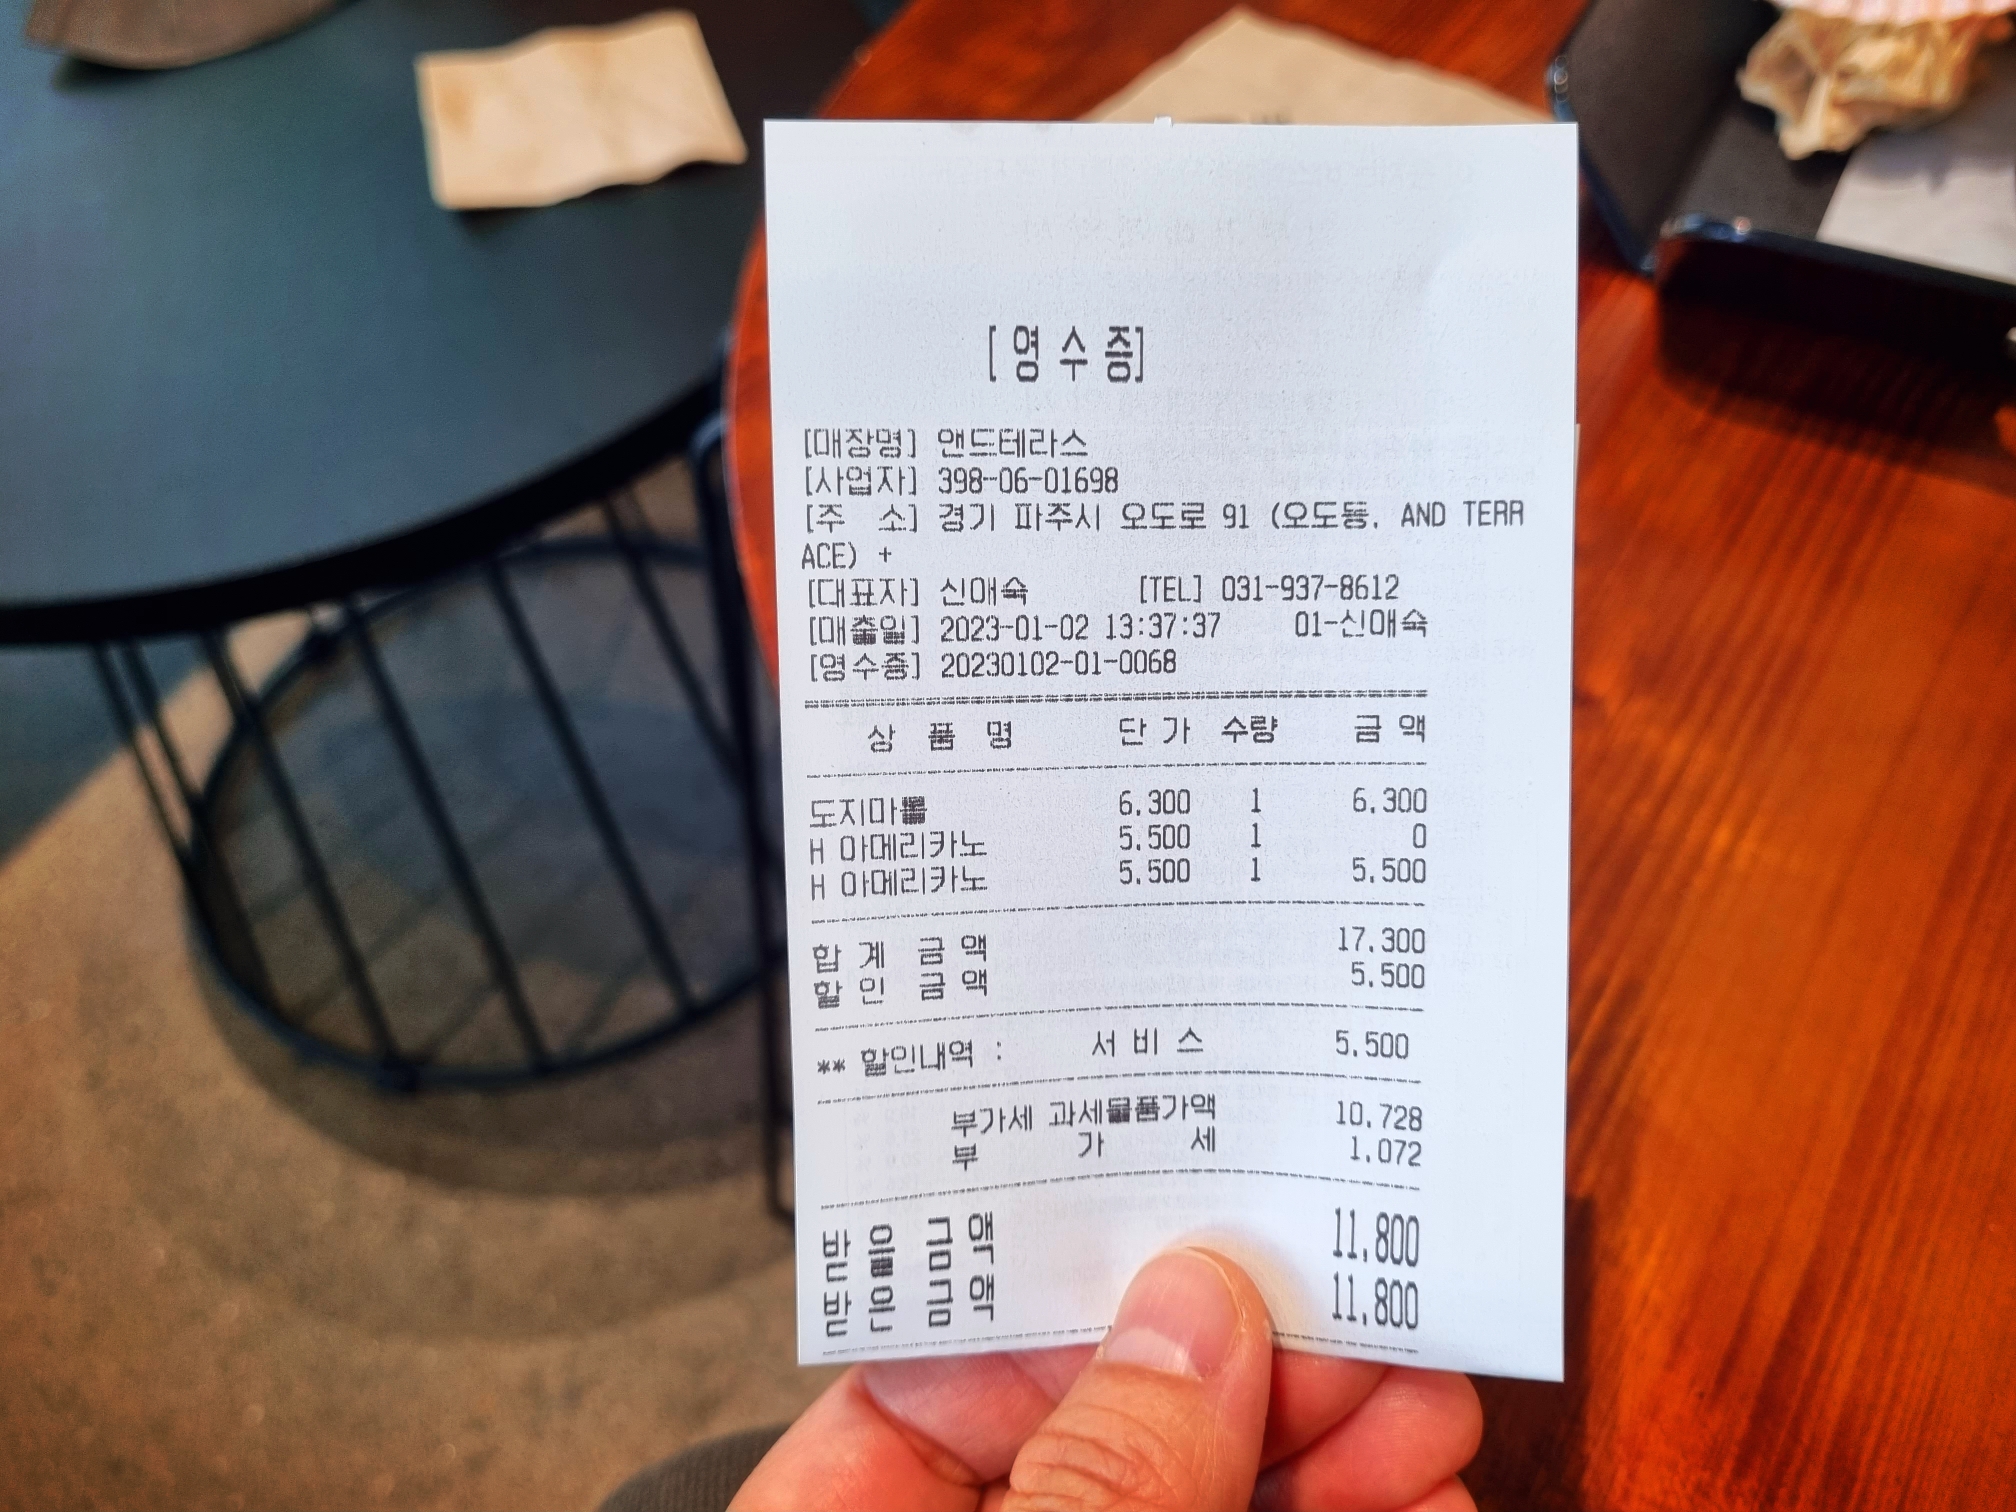 [영수증]
[매장명] 앤드테라스
[사업자] 398-06-01698
[주 소] 경기 파주시 오도로 91 (오도동, AND TERR
ACE) +
[대표자] 신애숙 [TEL] 031-937-8612
[매출일] 2023-01-02 13:37:37 01-신애숙
[영수증] 20230102-01-0068
상 품 명 단 가 수량 금 액
도지마롤 6,300 1 6,300
H 아메리카노 5,500 1 0
H 아메리카노 5,500 1 5,500
합 계 금 액 17,300
할 인 금 액 5,500
** 할인내역 : 서 비 스 5,500
부가세 과세물품가액 10,728
부 가 세 1,072
받 을 금 액 11,800
받 은 금 액 11,800